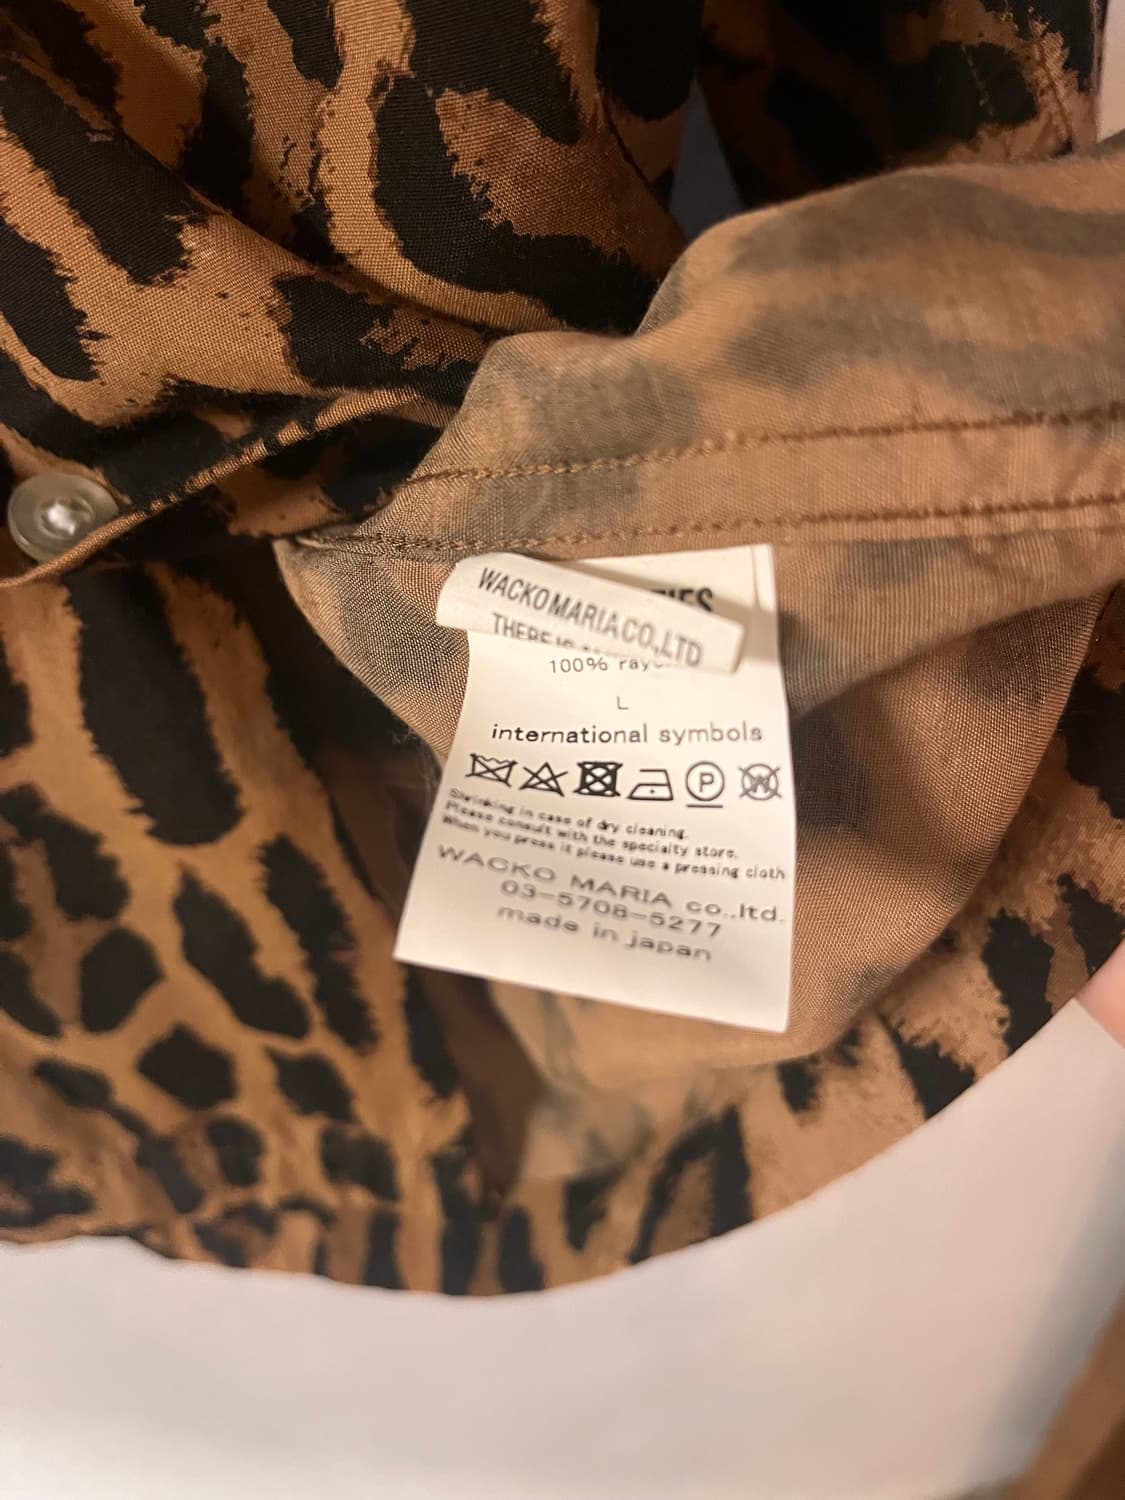 WACKOMARIA CO.,LTD
THERE
100%
L
international symbols
P
W
Shrinking in case of dry cleaning.
Please consult with the specialty store.
When you press it please use a pressing cloth
WACKO MARIA co.,ltd.
03-5708-5277
made in japan